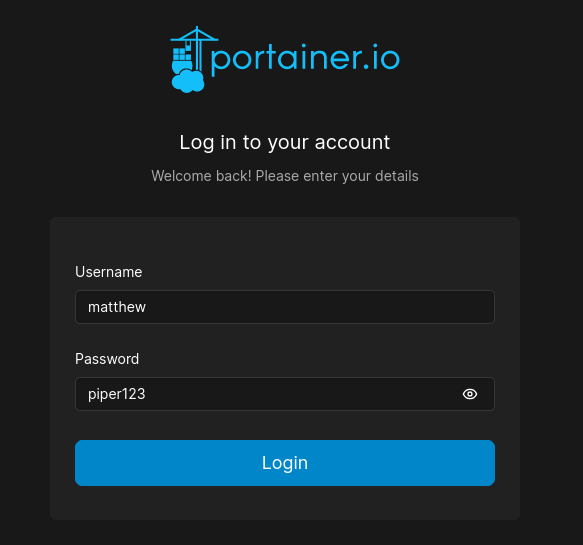 portainer.io
Log in to your account
Welcome back! Please enter your details
Username
matthew
Password
piper123
Login